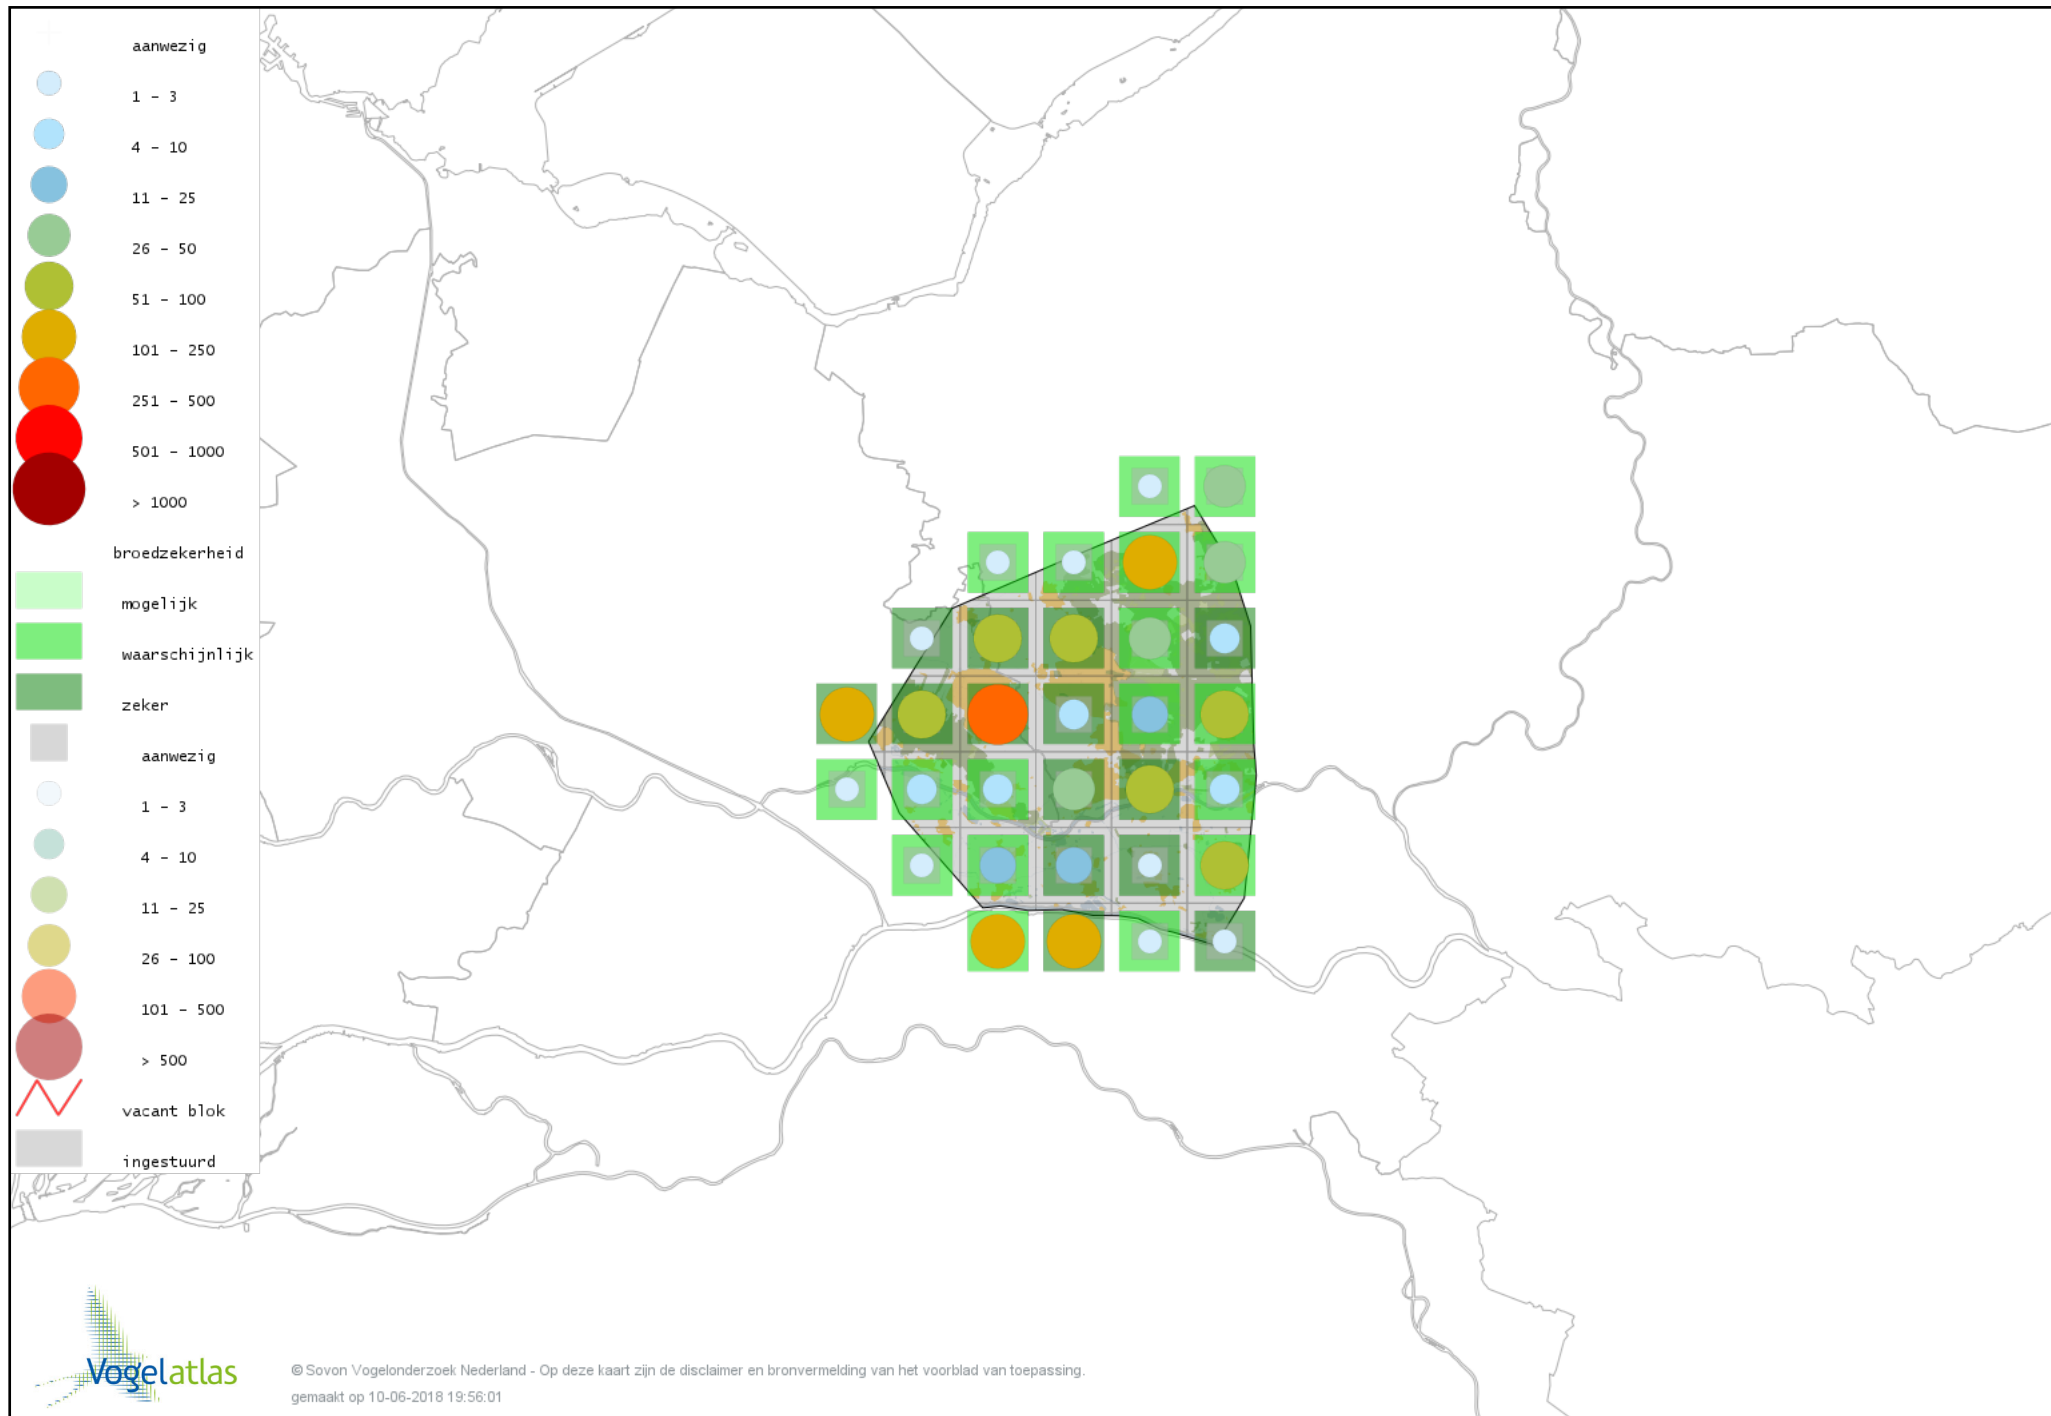 aanwezig
1 - 3
4 - 10
11 - 25
26 - 50
51 - 100
101 - 250
251 - 500
501 - 1000
> 1000
broedzekerheid
mogelijk
waarschijnlijk
zeker
aanwezig
1 - 3
4 - 10
11 - 25
26 - 100
101 - 500
> 500
vacant blok
ingestuurd
Vogelatlas
© Sovon Vogelonderzoek Nederland - Op deze kaart zijn de disclaimer en bronvermelding van het voorblad van toepassing.
gemaakt op 10-06-2018 19:56:01